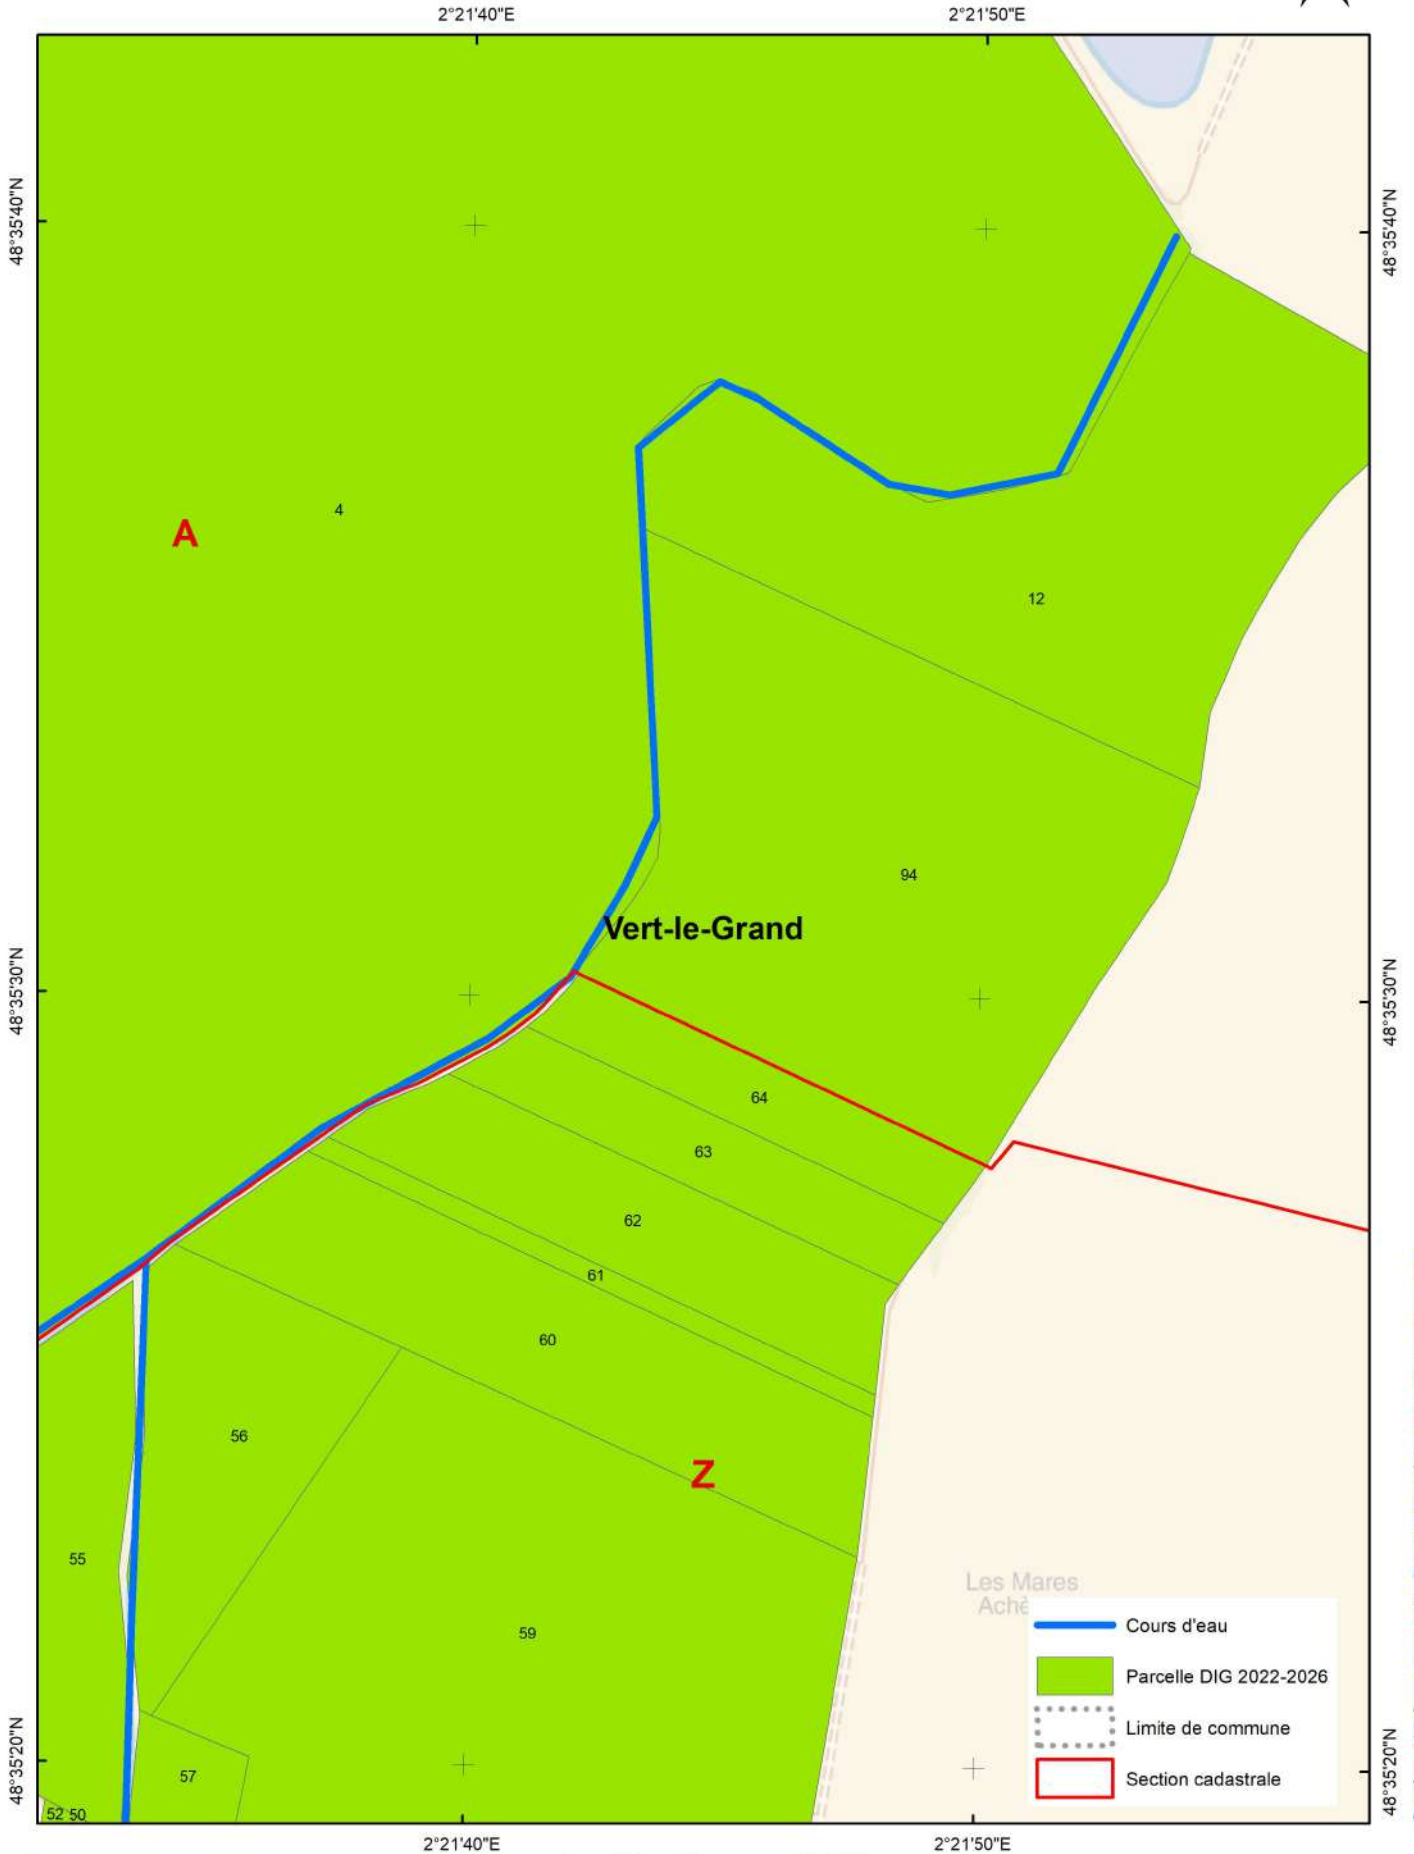 2°21'40"E
2°21'50"E
48°35'40"N
48°35'40"N
4
A
12
94
Vert-le-Grand
48°35'30"N
48°35'30"N
64
63
62
61
60
56
Z
55
59
Les Mares
Achè
Cours d'eau
Parcelle DIG 2022-2026
Limite de commune
Section cadastrale
57
52 50
48°35'20"N
48°35'20"N
2°21'40"E
2°21'50"E